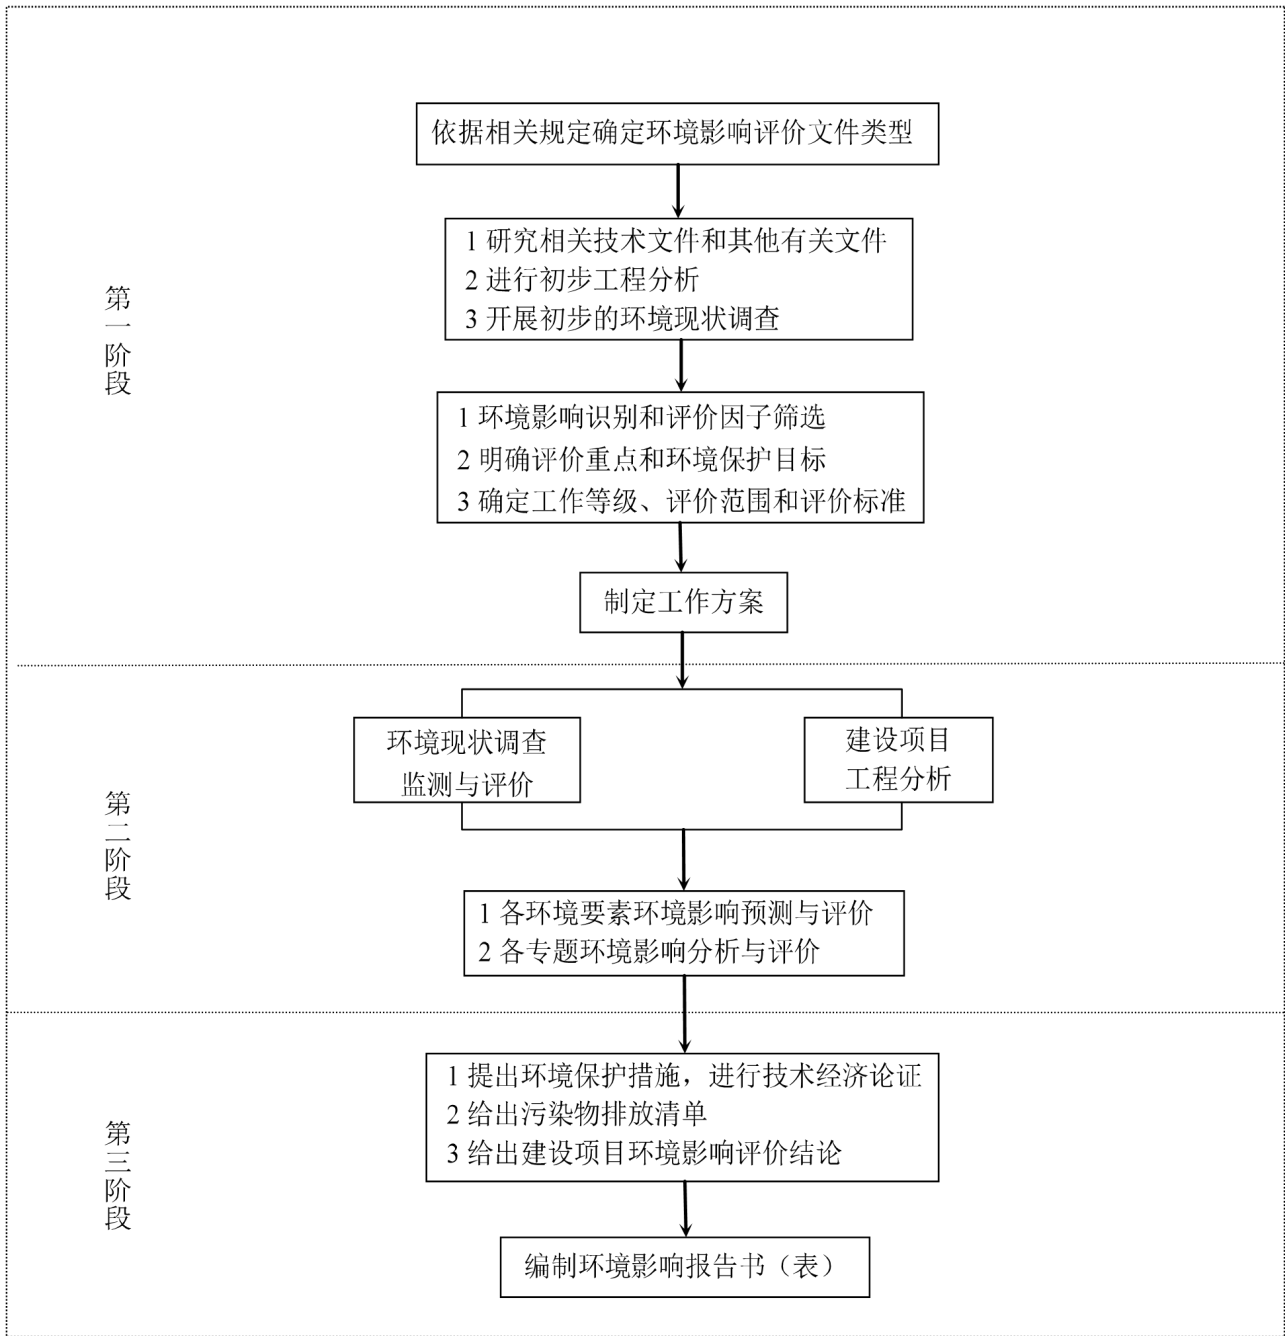 依据相关规定确定环境影响评价文件类型
1 研究相关技术文件和其他有关文件
2 进行初步工程分析
3 开展初步的环境现状调查
第一阶段
1 环境影响识别和评价因子筛选
2 明确评价重点和环境保护目标
3 确定工作等级、评价范围和评价标准
制定工作方案
环境现状调查
监测与评价
建设项目
工程分析
第二阶段
1 各环境要素环境影响预测与评价
2 各专题环境影响分析与评价
1 提出环境保护措施，进行技术经济论证
2 给出污染物排放清单
3 给出建设项目环境影响评价结论
第三阶段
编制环境影响报告书（表）